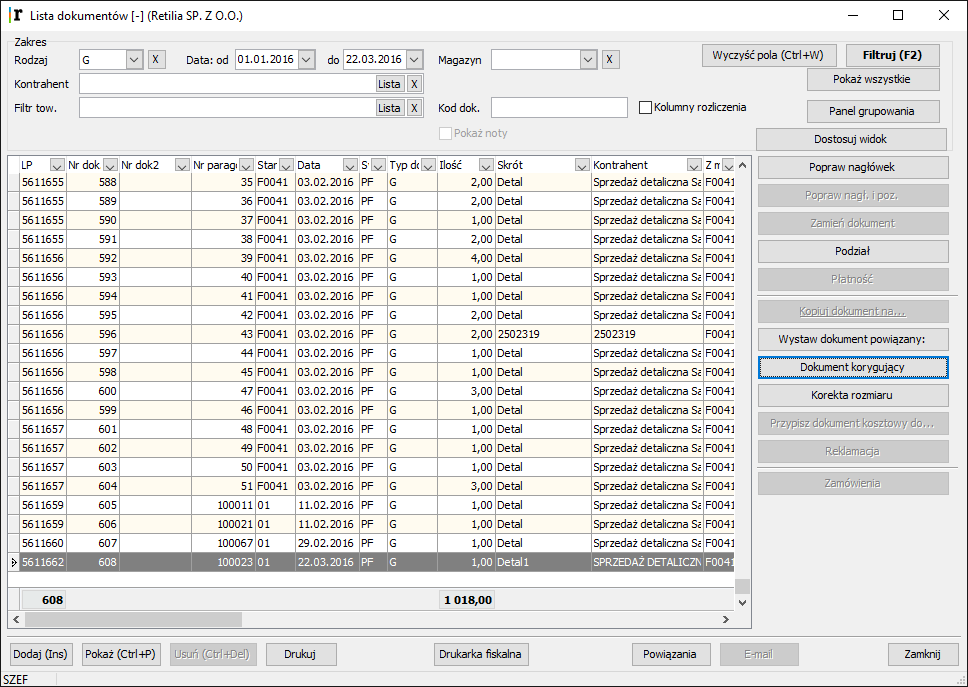 Lista dokumentów [-] (Retilia SP. Z O.O.)
Zakres
Rodzaj G X Data: od 01.01.2016 do 22.03.2016 Magazyn X Wyczyść pola (Ctrl+W) Filtruj (F2)
Kontrahent Lista X Pokaż wszystkie
Filtr tow. Lista X Kod dok. Kolumny rozliczenia Panel grupowania
Pokaż noty
Dostosuj widok
LP Nr dok Nr dok2 Nr parago Star Data Typ do Ilość Skrót Kontrahent Z m
5611655 588 35 F0041 03.02.2016 PF G 2,00 Detal Sprzedaż detaliczna Sa F0041
5611655 589 36 F0041 03.02.2016 PF G 2,00 Detal Sprzedaż detaliczna Sa F0041
5611655 590 37 F0041 03.02.2016 PF G 1,00 Detal Sprzedaż detaliczna Sa F0041
5611655 591 38 F0041 03.02.2016 PF G 2,00 Detal Sprzedaż detaliczna Sa F0041
5611656 592 39 F0041 03.02.2016 PF G 4,00 Detal Sprzedaż detaliczna Sa F0041
5611656 593 40 F0041 03.02.2016 PF G 1,00 Detal Sprzedaż detaliczna Sa F0041
5611656 594 41 F0041 03.02.2016 PF G 1,00 Detal Sprzedaż detaliczna Sa F0041
5611656 595 42 F0041 03.02.2016 PF G 2,00 Detal Sprzedaż detaliczna Sa F0041
5611656 596 43 F0041 03.02.2016 PF G 2,00 2502319 2502319 F0041
5611656 597 44 F0041 03.02.2016 PF G 1,00 Detal Sprzedaż detaliczna Sa F0041
5611656 598 45 F0041 03.02.2016 PF G 1,00 Detal Sprzedaż detaliczna Sa F0041
5611656 600 47 F0041 03.02.2016 PF G 3,00 Detal Sprzedaż detaliczna Sa F0041
5611656 599 46 F0041 03.02.2016 PF G 1,00 Detal Sprzedaż detaliczna Sa F0041
5611657 601 48 F0041 03.02.2016 PF G 1,00 Detal Sprzedaż detaliczna Sa F0041
5611657 602 49 F0041 03.02.2016 PF G 1,00 Detal Sprzedaż detaliczna Sa F0041
5611657 603 50 F0041 03.02.2016 PF G 1,00 Detal Sprzedaż detaliczna Sa F0041
5611657 604 51 F0041 03.02.2016 PF G 3,00 Detal Sprzedaż detaliczna Sa F0041
5611659 605 100011 01 11.02.2016 PF G 1,00 Detal Sprzedaż detaliczna Sa F0041
5611659 606 100021 01 11.02.2016 PF G 1,00 Detal Sprzedaż detaliczna Sa F0041
5611660 607 100067 01 29.02.2016 PF G 1,00 Detal Sprzedaż detaliczna Sa F0041
5611662 608 100023 01 22.03.2016 PF G 1,00 Detal1 SPRZEDAŻ DETALICZN F0041
608 1 018,00
Popraw nagłówek
Popraw nagł. i poz.
Zamień dokument
Podział
Płatność
Kopiuj dokument na...
Wystaw dokument powiązany:
Dokument korygujący
Korekta rozmiaru
Przypisz dokument kosztowy do...
Reklamacja
Zamówienia
Dodaj (Ins) Pokaż (Ctrl+P) Usuń (Ctrl+Del) Drukuj Drukarka fiskalna Powiązania E-mail Zamknij
SZEF